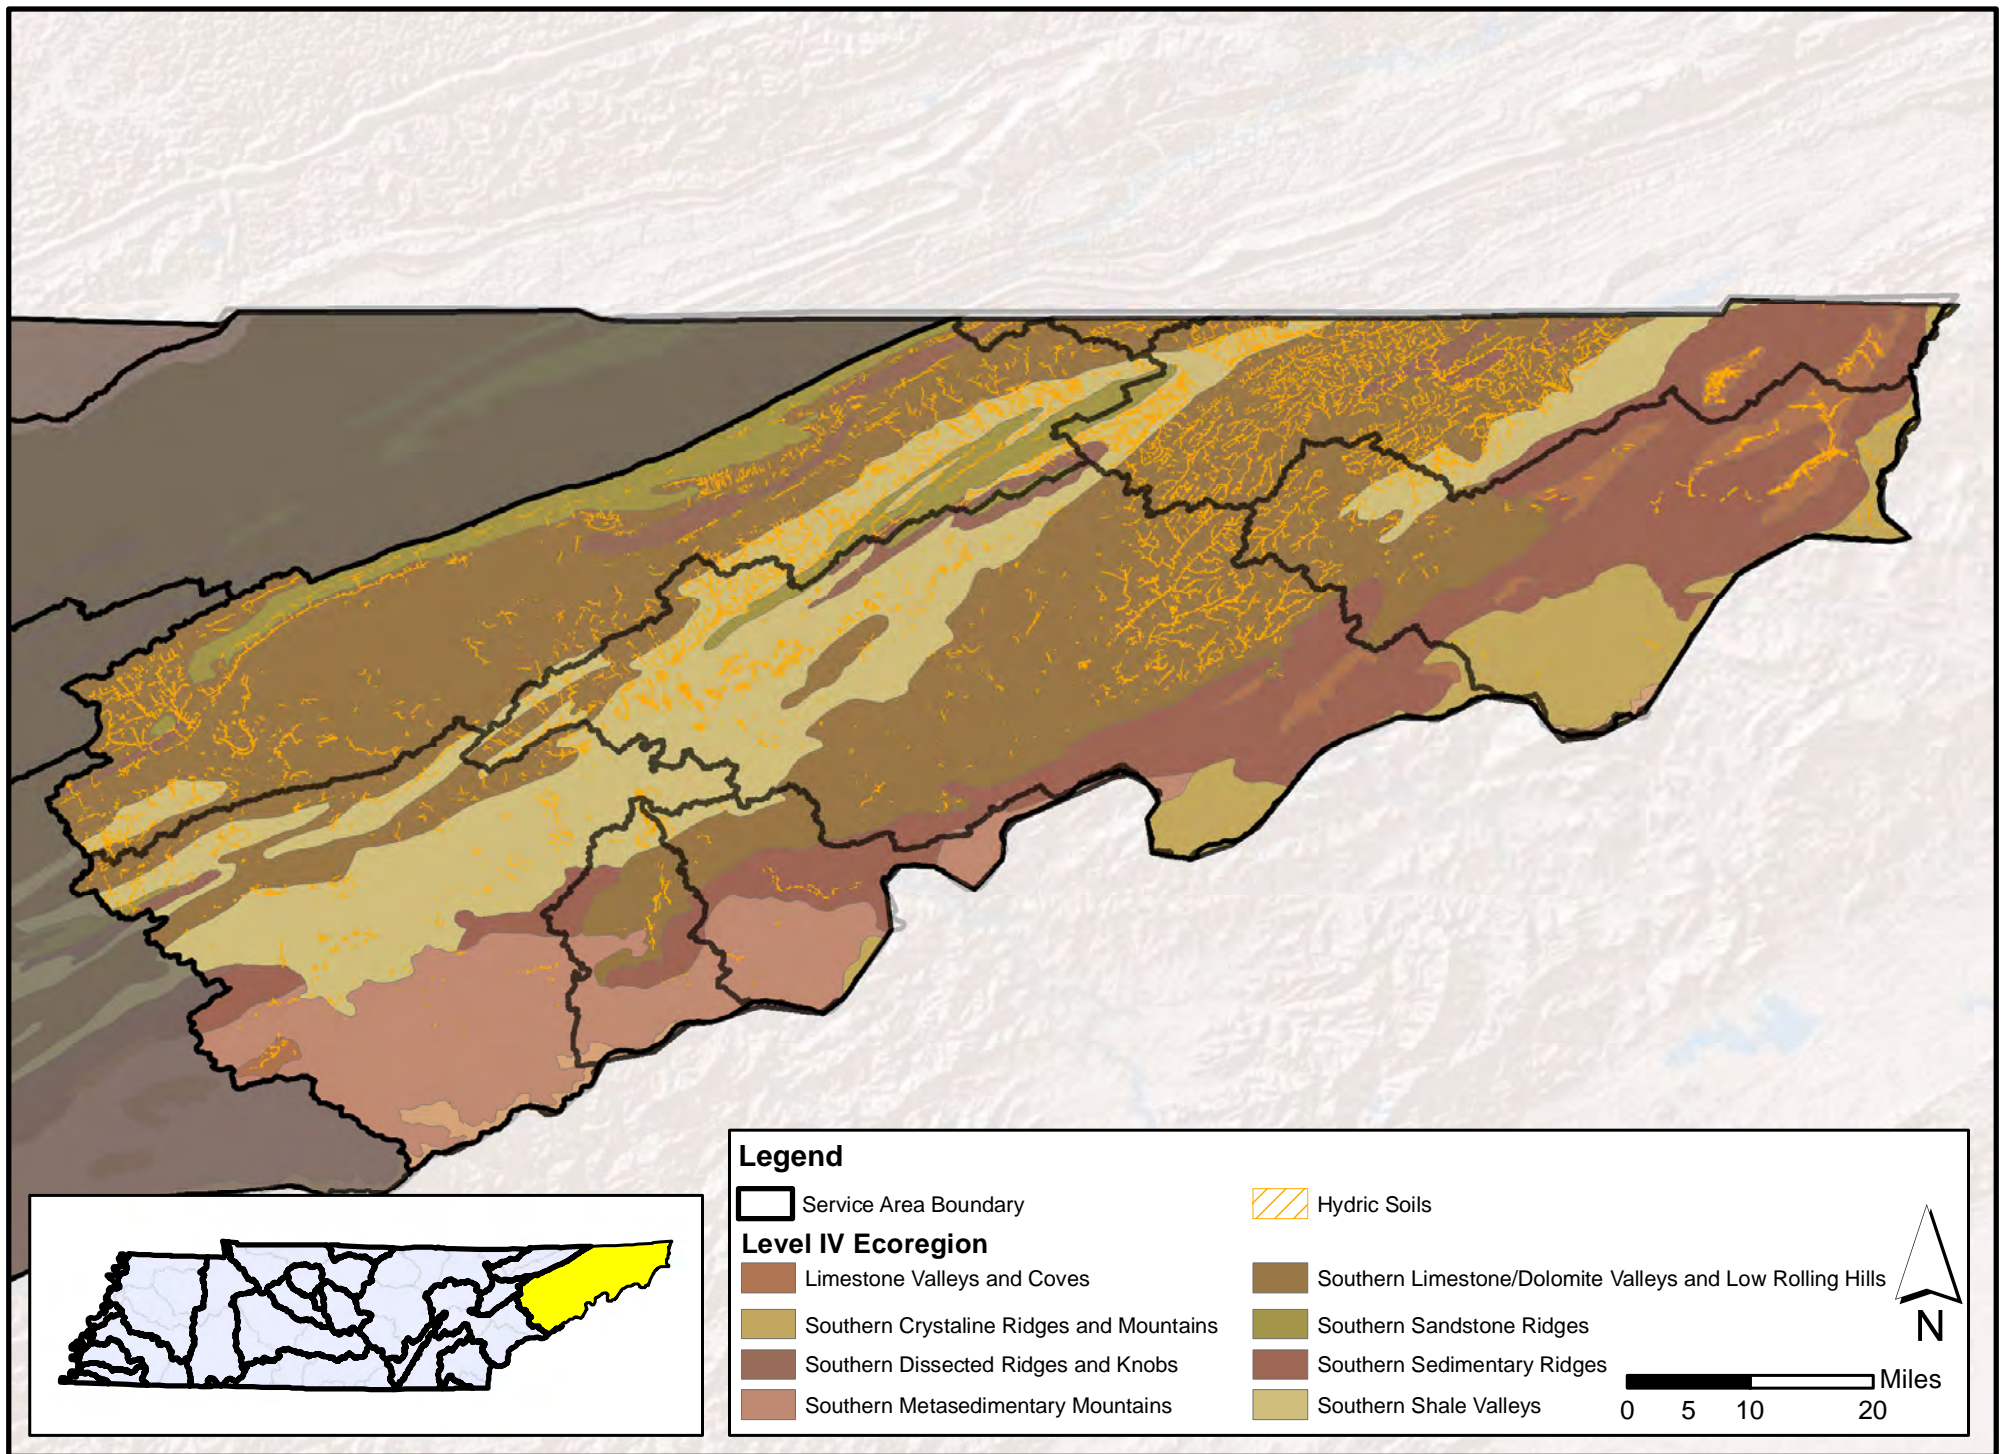 Legend
Service Area Boundary
Hydric Soils
Level IV Ecoregion
Limestone Valleys and Coves
Southern Crystaline Ridges and Mountains
Southern Dissected Ridges and Knobs
Southern Metasedimentary Mountains
Southern Limestone/Dolomite Valleys and Low Rolling Hills
Southern Sandstone Ridges
Southern Sedimentary Ridges
Southern Shale Valleys
N
Miles
0 5 10 20